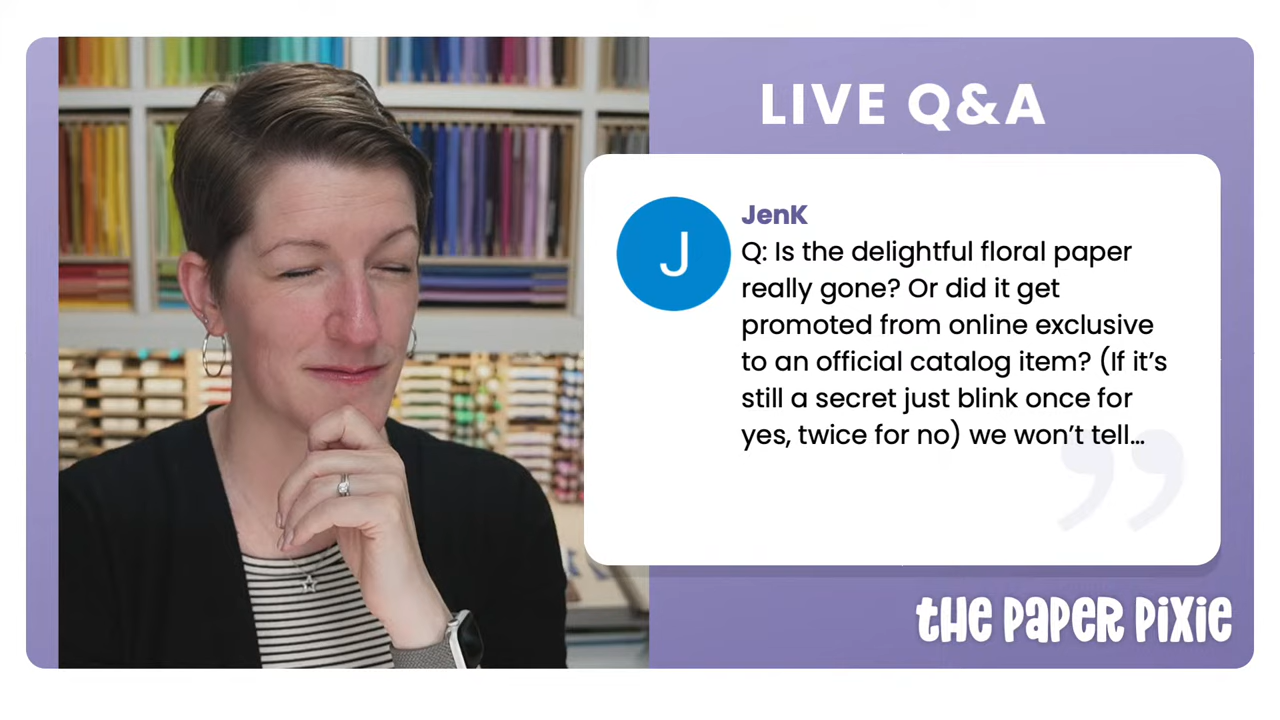 LIVE Q&A
J
JenK
Q: Is the delightful floral paper
really gone? Or did it get
promoted from online exclusive
to an official catalog item? (If it’s
still a secret just blink once for
yes, twice for no) we won’t tell...
the paper pixie